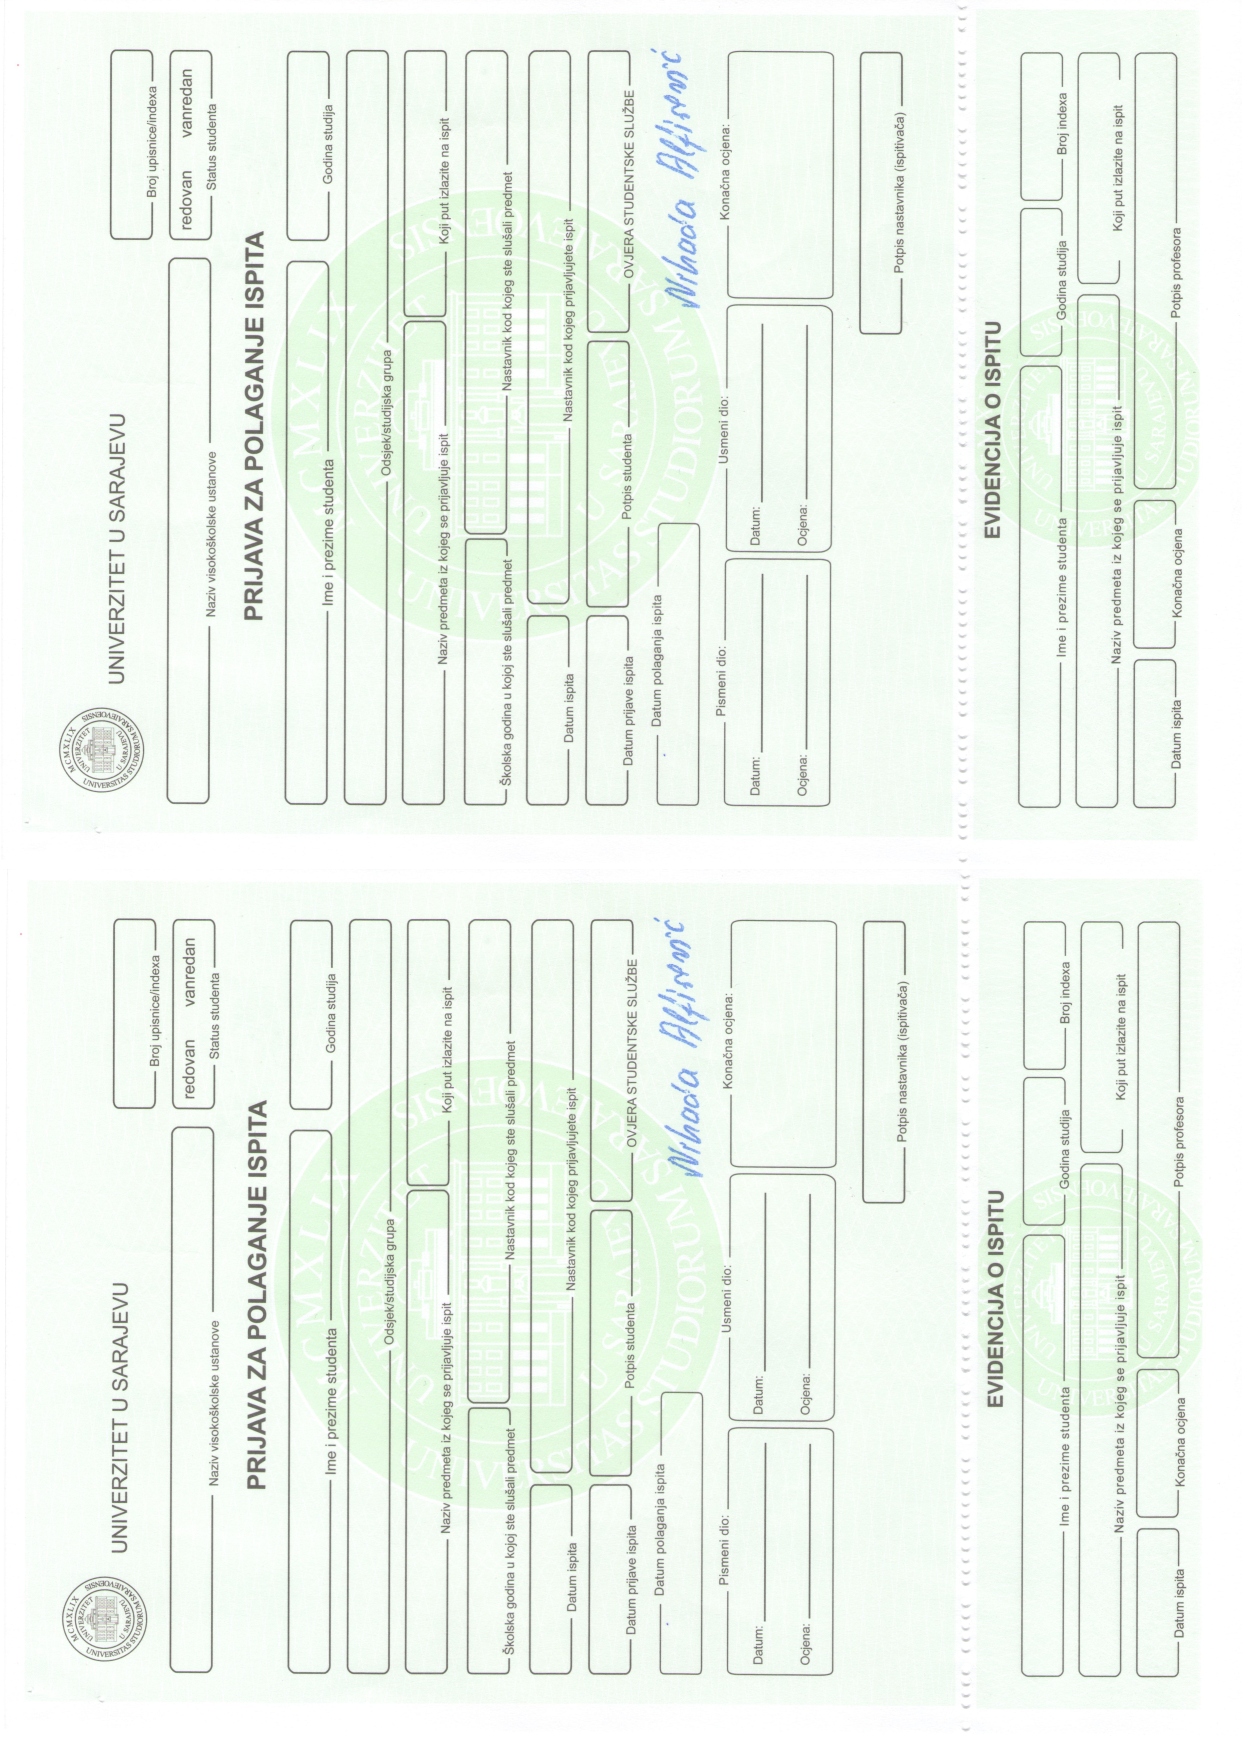 MCMXLIX
UNIVERZITET U SARAJEVU
UNIVERSITAS STUDIORUM SARAIEVOENSIS
UNIVERZITET U SARAJEVU
Broj upisnice/indexa
redovan vanredan
Naziv visokoškolske ustanove
Status studenta
PRIJAVA ZA POLAGANJE ISPITA
Ime i prezime studenta
Godina studija
Odsjek/studijska grupa
Naziv predmeta iz kojeg se prijavljuje ispit
Koji put izlazite na ispit
Školska godina u kojoj ste slušali predmet
Nastavnik kod kojeg ste slušali predmet
Datum ispita
Nastavnik kod kojeg prijavljujete ispit
Datum prijave ispita
Potpis studenta
OVJERA STUDENTSKE SLUŽBE
Datum polaganja ispita
Pismeni dio:
Usmeni dio:
Konačna ocjena:
Datum:
Datum:
Ocjena:
Ocjena:
Potpis nastavnika (ispitivača)
EVIDENCIJA O ISPITU
Ime i prezime studenta
Godina studija
Broj indexa
Naziv predmeta iz kojeg se prijavljuje ispit
Koji put izlazite na ispit
Datum ispita
Konačna ocjena
Potpis profesora
MCMXLIX
UNIVERZITET U SARAJEVU
UNIVERSITAS STUDIORUM SARAIEVOENSIS
UNIVERZITET U SARAJEVU
Broj upisnice/indexa
redovan vanredan
Naziv visokoškolske ustanove
Status studenta
PRIJAVA ZA POLAGANJE ISPITA
Ime i prezime studenta
Godina studija
Odsjek/studijska grupa
Naziv predmeta iz kojeg se prijavljuje ispit
Koji put izlazite na ispit
Školska godina u kojoj ste slušali predmet
Nastavnik kod kojeg ste slušali predmet
Datum ispita
Nastavnik kod kojeg prijavljujete ispit
Datum prijave ispita
Potpis studenta
OVJERA STUDENTSKE SLUŽBE
Datum polaganja ispita
Pismeni dio:
Usmeni dio:
Konačna ocjena:
Datum:
Datum:
Ocjena:
Ocjena:
Potpis nastavnika (ispitivača)
EVIDENCIJA O ISPITU
Ime i prezime studenta
Godina studija
Broj indexa
Naziv predmeta iz kojeg se prijavljuje ispit
Koji put izlazite na ispit
Datum ispita
Konačna ocjena
Potpis profesora